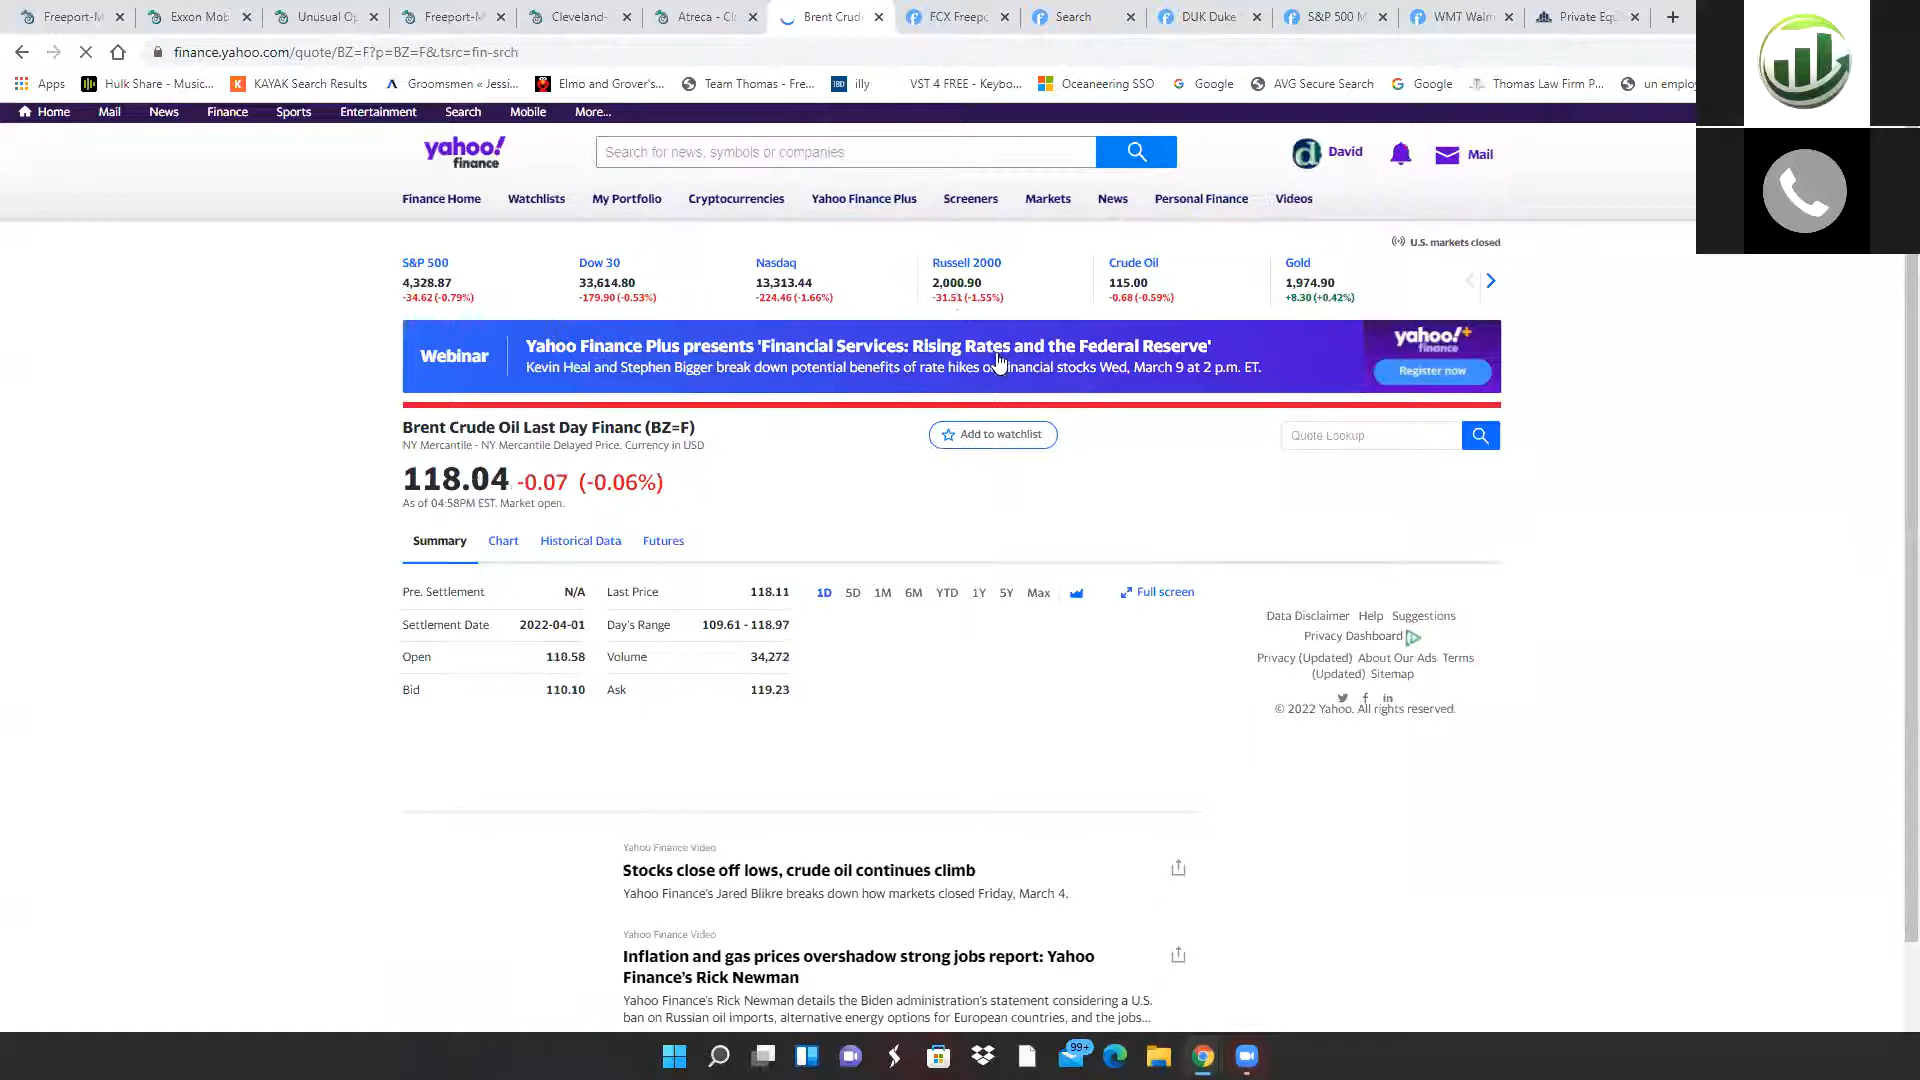 Freeport-M
Exxon Mob
Unusual Op
Freeport-M
Cleveland-
Atreca - Cl
Brent Crud
FCX Freepo
Search
DUK Duke
S&P 500 M
WMT Walm
Private Equ
finance.yahoo.com/quote/BZ=F?p=BZ=F&.tsrc=fin-srch
Apps
Hulk Share - Music...
KAYAK Search Results
Groomsmen « Jessi...
Elmo and Grover's...
Team Thomas - Fre...
IBD
illy
VST 4 FREE - Keybo...
Oceaneering SSO
Google
AVG Secure Search
Google
Thomas Law Firm P...
un employ
Home
Mail
News
Finance
Sports
Entertainment
Search
Mobile
More...
yahoo!
finance
Search for news, symbols or companies
David
Mail
Finance Home
Watchlists
My Portfolio
Cryptocurrencies
Yahoo Finance Plus
Screeners
Markets
News
Personal Finance
Videos
U.S. markets closed
S&P 500
4,328.87
-34.62 (-0.79%)
Dow 30
33,614.80
-179.90 (-0.53%)
Nasdaq
13,313.44
-224.46 (-1.66%)
Russell 2000
2,000.90
-31.51 (-1.55%)
Crude Oil
115.00
-0.68 (-0.59%)
Gold
1,974.90
+8.30 (+0.42%)
Webinar
Yahoo Finance Plus presents 'Financial Services: Rising Rates and the Federal Reserve'
Kevin Heal and Stephen Bigger break down potential benefits of rate hikes on financial stocks Wed, March 9 at 2 p.m. ET.
yahoo!+
finance
Register now
Brent Crude Oil Last Day Financ (BZ=F)
NY Mercantile - NY Mercantile Delayed Price. Currency in USD
Add to watchlist
Quote Lookup
118.04 -0.07 (-0.06%)
As of 04:58PM EST. Market open.
Summary
Chart
Historical Data
Futures
Pre. Settlement N/A
Settlement Date 2022-04-01
Open 118.58
Bid 110.10
Last Price 118.11
Day's Range 109.61 - 118.97
Volume 34,272
Ask 119.23
1D 5D 1M 6M YTD 1Y 5Y Max
Full screen
Data Disclaimer Help Suggestions
Privacy Dashboard
Privacy (Updated) About Our Ads Terms
(Updated) Sitemap
© 2022 Yahoo. All rights reserved.
Yahoo Finance Video
Stocks close off lows, crude oil continues climb
Yahoo Finance's Jared Blikre breaks down how markets closed Friday, March 4.
Yahoo Finance Video
Inflation and gas prices overshadow strong jobs report: Yahoo
Finance's Rick Newman
Yahoo Finance's Rick Newman details the Biden administration's statement considering a U.S.
ban on Russian oil imports, alternative energy options for European countries, and the jobs...
99+